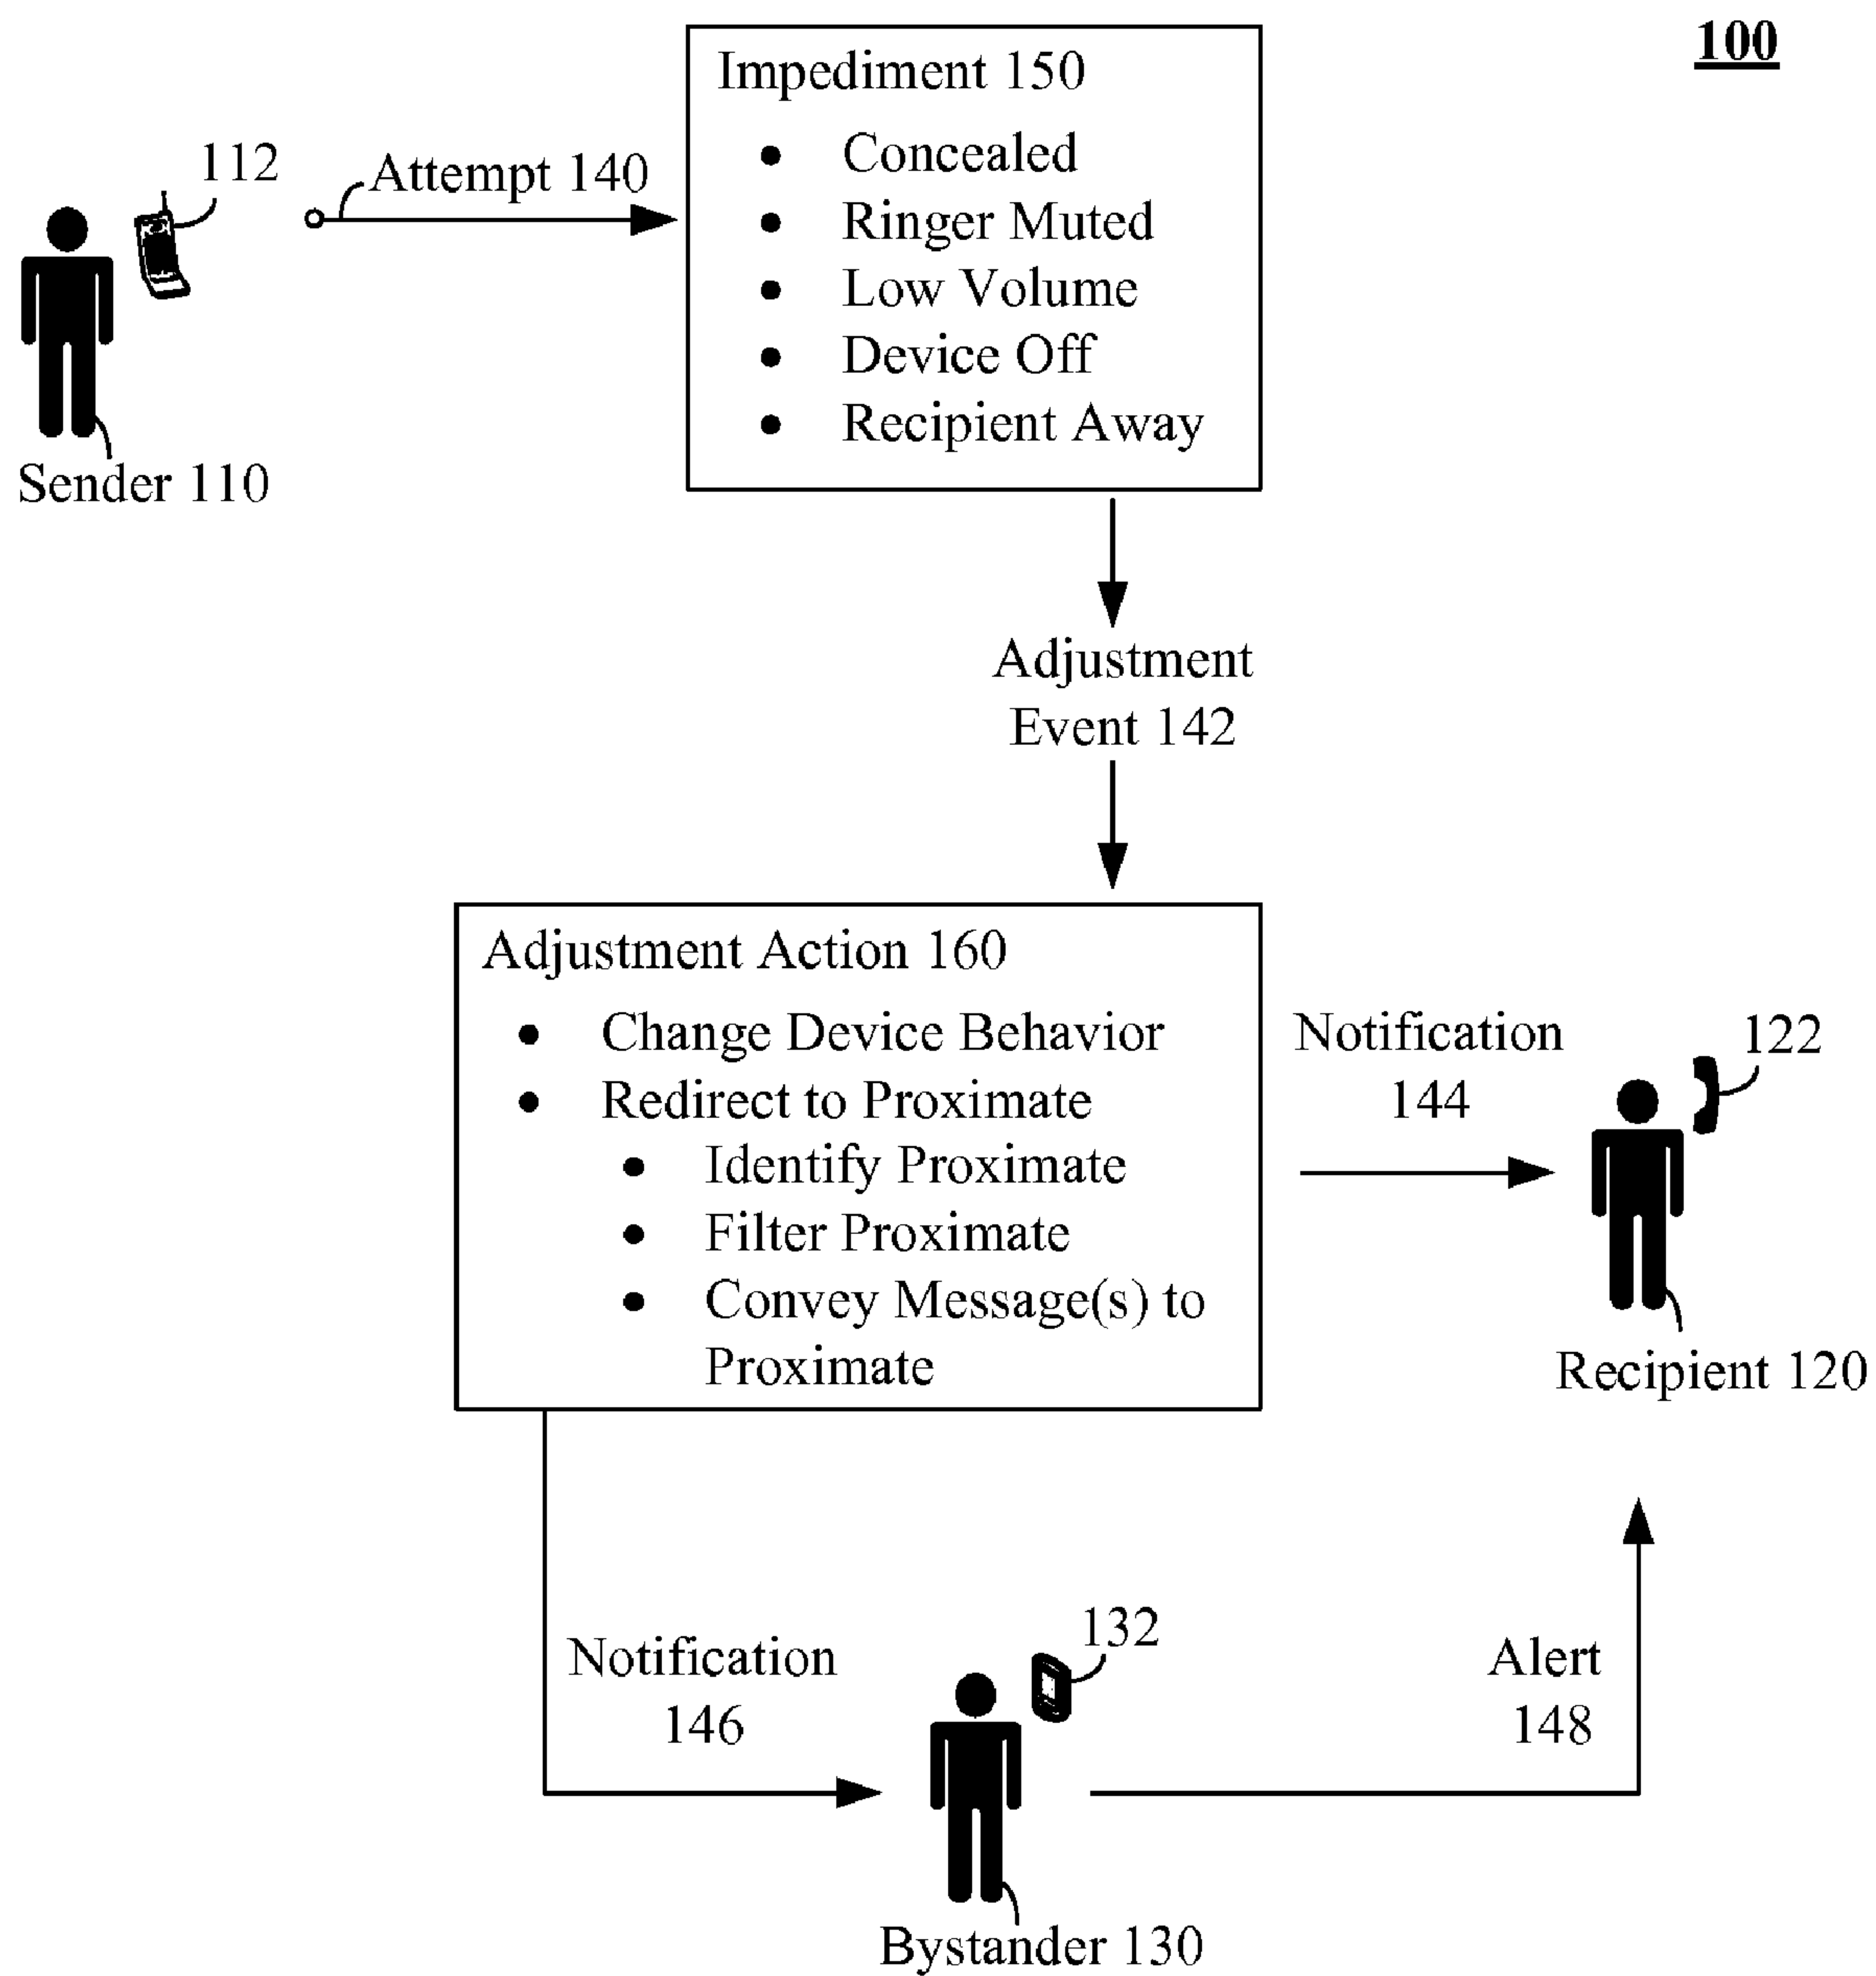 100
Impediment 150
• Concealed
• Ringer Muted
• Low Volume
• Device Off
• Recipient Away
112
Attempt 140
Sender 110
Adjustment
Event 142
Adjustment Action 160
• Change Device Behavior
• Redirect to Proximate
• Identify Proximate
• Filter Proximate
• Convey Message(s) to
Proximate
Notification
144
122
Recipient 120
Notification
146
132
Alert
148
Bystander 130